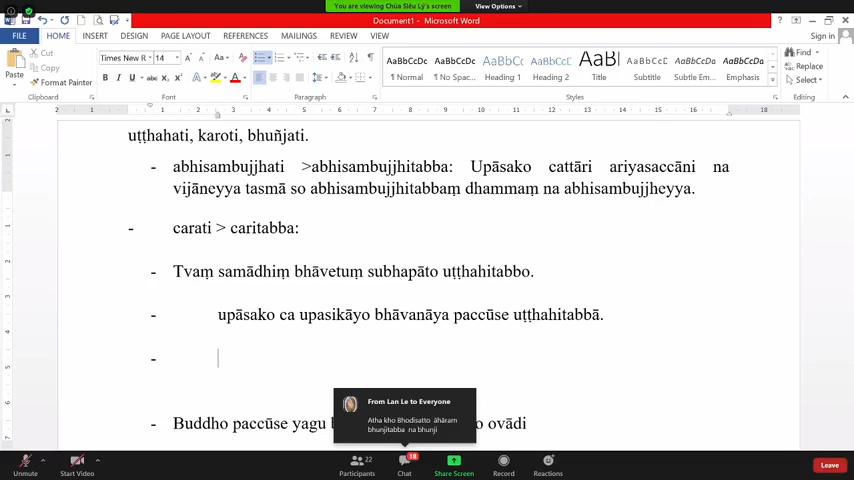 You are viewing Chùa Siêu Lý's screen
View Options
Document1 - Microsoft Word
FILE HOME INSERT DESIGN PAGE LAYOUT REFERENCES MAILINGS REVIEW VIEW
Sign in
Paste
Cut
Copy
Format Painter
Clipboard
Times New R 14
Font
Paragraph
AaBbCcDc AaBbCcDc AaBbC AaBbCc AaBl AaBbCcD AaBbCcDc
¶ Normal ¶ No Spac... Heading 1 Heading 2 Title Subtitle Subtle Em... Emphasis
Styles
Find
Replace
Select
Editing
uṭṭhahati, karoti, bhuñjati.
- abhisambujjhati >abhisambujjhitabba: Upāsako cattāri ariyasaccāni na
vijāneyya tasmā so abhisambujjhitabbaṃ dhammaṃ na abhisambujjheyya.
- carati > caritabba:
- Tvaṃ samādhiṃ bhāvetuṃ subhapāto uṭṭhahitabbo.
- upāsako ca upasikāyo bhāvanāya paccūse uṭṭhahitabbā.
-
- Buddho paccūse yagu
ovādi
From Lan Le to Everyone
Atha kho Bhodisatto āhāram
bhunjitabba na bhunji
Unmute
Start Video
Participants 22
Chat 18
Share Screen
Record
Reactions
Leave